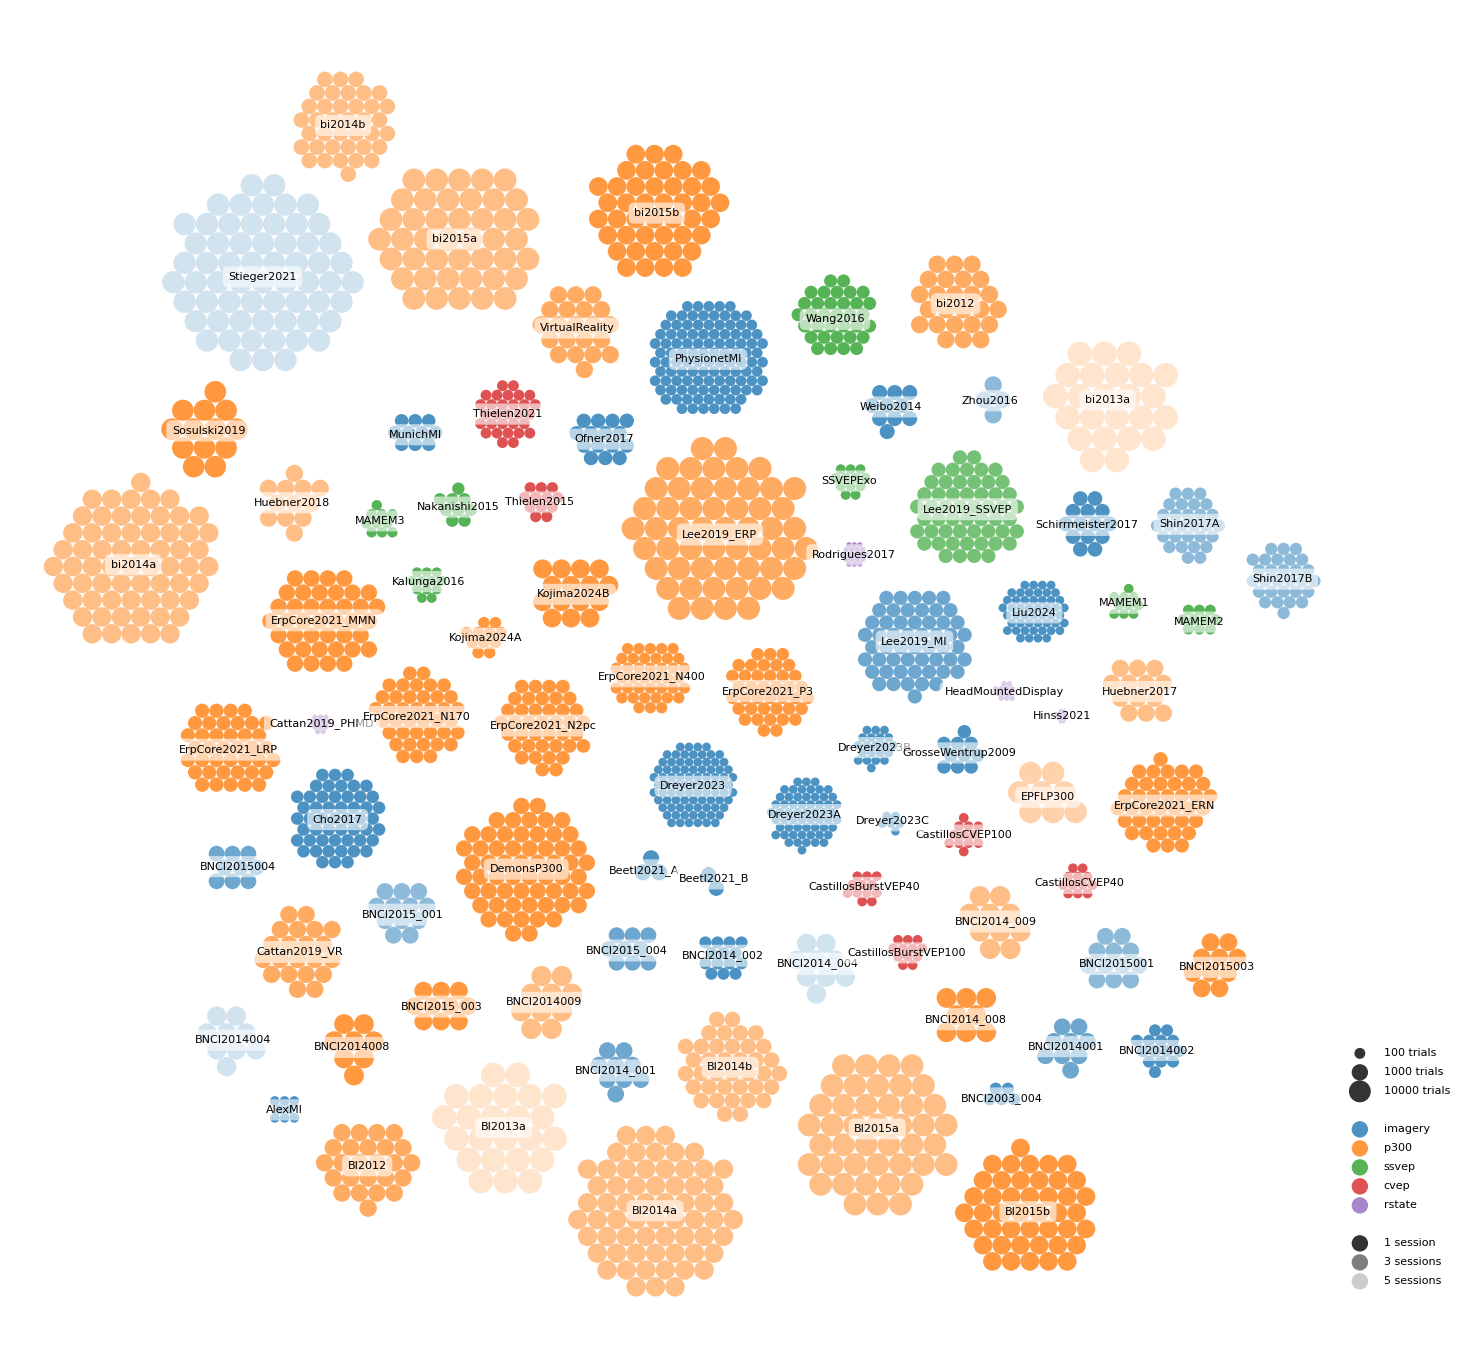 bi2014b
bi2015b
bi2015a
Stieger2021
bi2012
Wang2016
VirtualReality
PhysionetMI
bi2013a
Zhou2016
Weibo2014
Thielen2021
Sosulski2019
MunichMI
Ofner2017
SSVEPExo
Huebner2018
Thielen2015
Nakanishi2015
Lee2019_SSVEP
MAMEM3
Schirrmeister2017
Shin2017A
Lee2019_ERP
Rodrigues2017
bi2014a
Shin2017B
Kalunga2016
Kojima2024B
MAMEM1
Liu2024
ErpCore2021_MMN
MAMEM2
Kojima2024A
Lee2019_MI
ErpCore2021_N400
ErpCore2021_P3
HeadMountedDisplay
Huebner2017
Hinss2021
ErpCore2021_N170
Cattan2019_PHMD
ErpCore2021_N2pc
ErpCore2021_LRP
Dreyer2023B
GrosseWentrup2009
Dreyer2023
EPFLP300
ErpCore2021_ERN
Dreyer2023A
Cho2017
Dreyer2023C
CastillosCVEP100
BNCI2015004
DemonsP300
Beetl2021_A
Beetl2021_B
CastillosBurstVEP40
CastillosCVEP40
BNCI2015_001
BNCI2014_009
Cattan2019_VR
BNCI2015_004
BNCI2014_002
CastillosBurstVEP100
BNCI2014_004
BNCI2015001
BNCI2015003
BNCI2014009
BNCI2015_003
BNCI2014_008
BNCI2014004
BNCI2014008
BNCI2014001
BNCI2014002
BI2014b
BNCI2014_001
BNCI2003_004
AlexMI
BI2013a
BI2015a
BI2012
BI2014a
BI2015b
100 trials
1000 trials
10000 trials
imagery
p300
ssvep
cvep
rstate
1 session
3 sessions
5 sessions